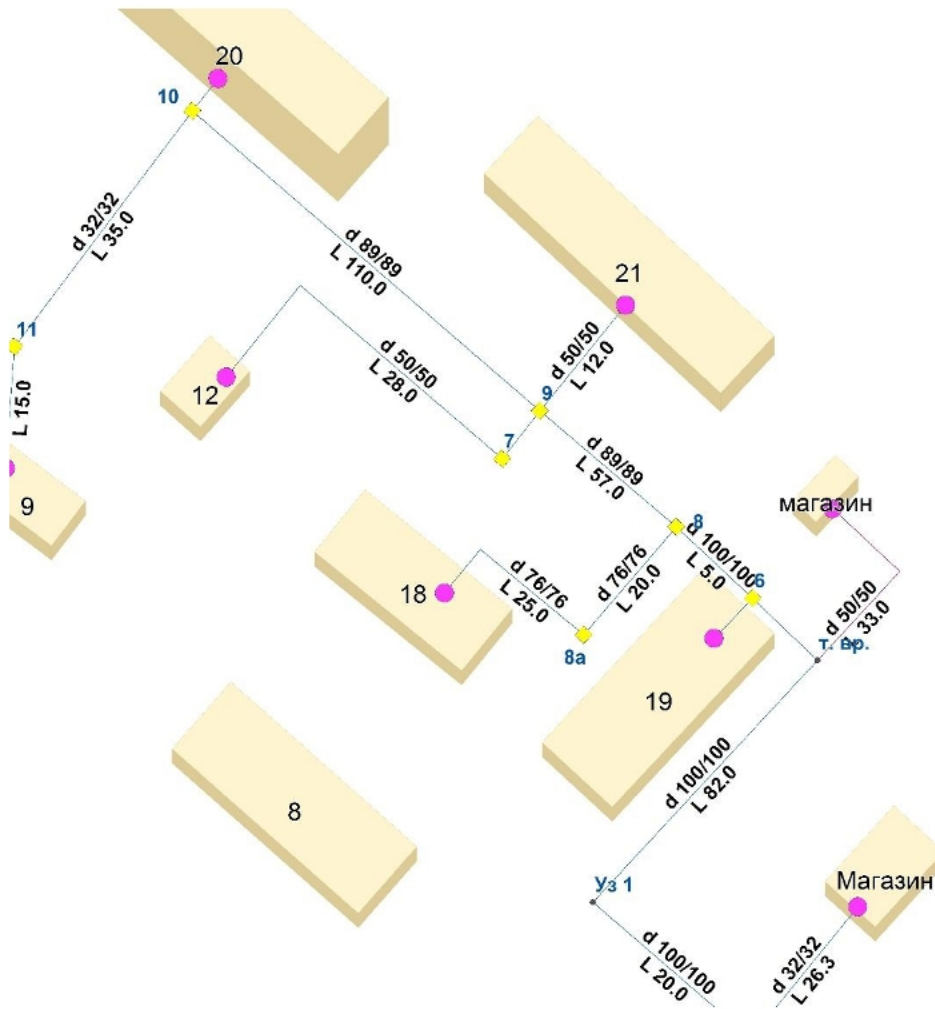 20
10
d 32/32
L 35.0
d 89/89
L 110.0
21
11
12
d 50/50
L 28.0
d 50/50
L 12.0
9
7
L 15.0
9
d 89/89
L 57.0
8
магазин
d 100/100
L 5.0
6
18
d 76/76
L 25.0
d 76/76
L 20.0
8а
d 50/50
L 33.0
т. вр.
19
8
d 100/100
L 82.0
Уз 1
Магазин
d 100/100
L 20.0
d 32/32
L 26.3